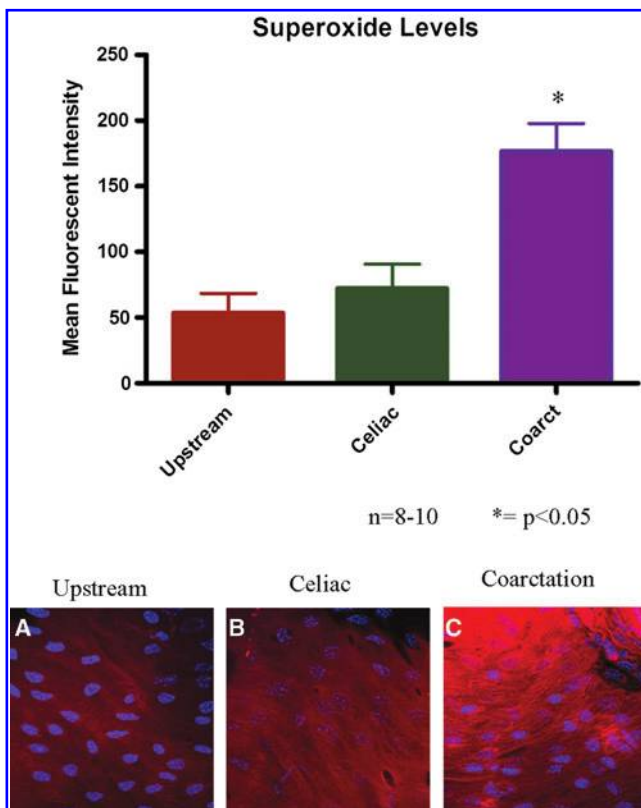 Superoxide Levels
Mean Fluorescent Intensity
250
200
150
100
50
0
*
Upstream
Celiac
Coarct
n=8-10 *= p<0.05
Upstream Celiac Coarctation
A B C